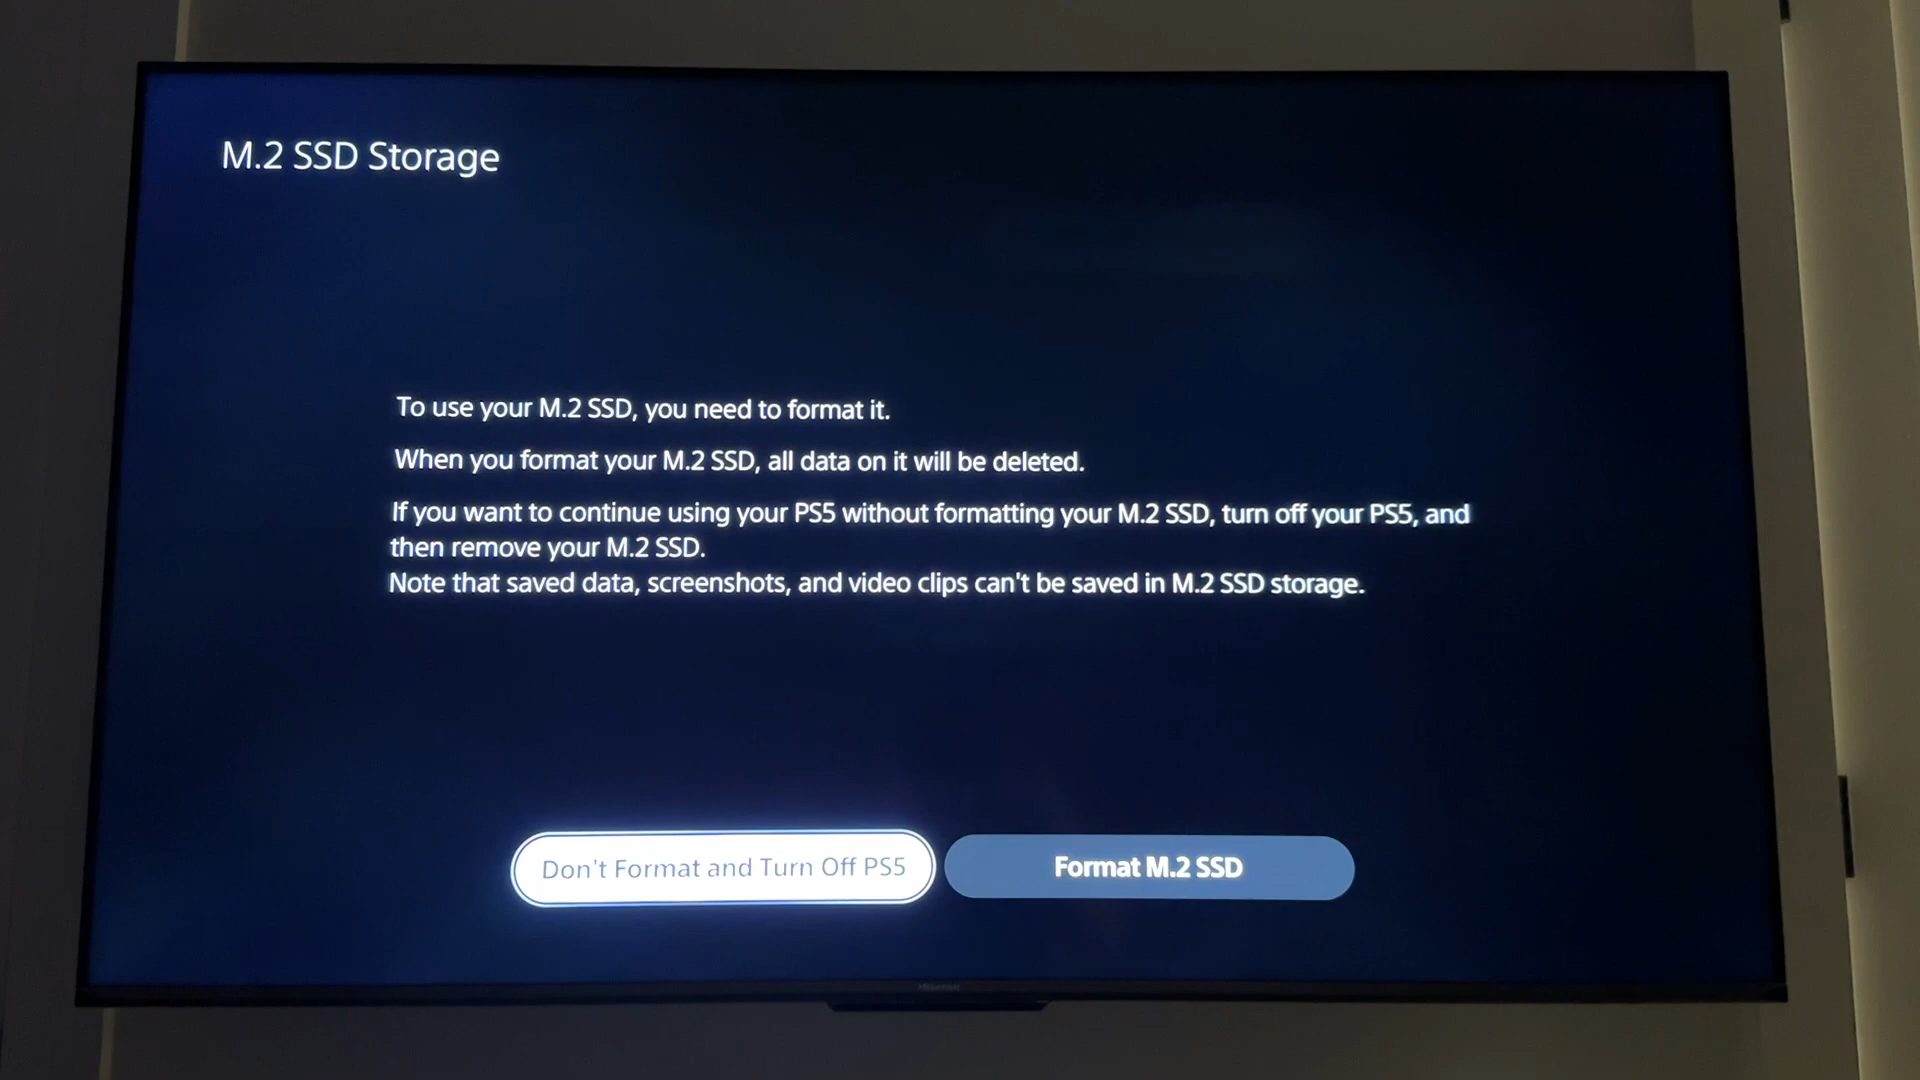 M.2 SSD Storage
To use your M.2 SSD, you need to format it.
When you format your M.2 SSD, all data on it will be deleted.
If you want to continue using your PS5 without formatting your M.2 SSD, turn off your PS5, and
then remove your M.2 SSD.
Note that saved data, screenshots, and video clips can't be saved in M.2 SSD storage.
Don't Format and Turn Off PS5
Format M.2 SSD
Hisense